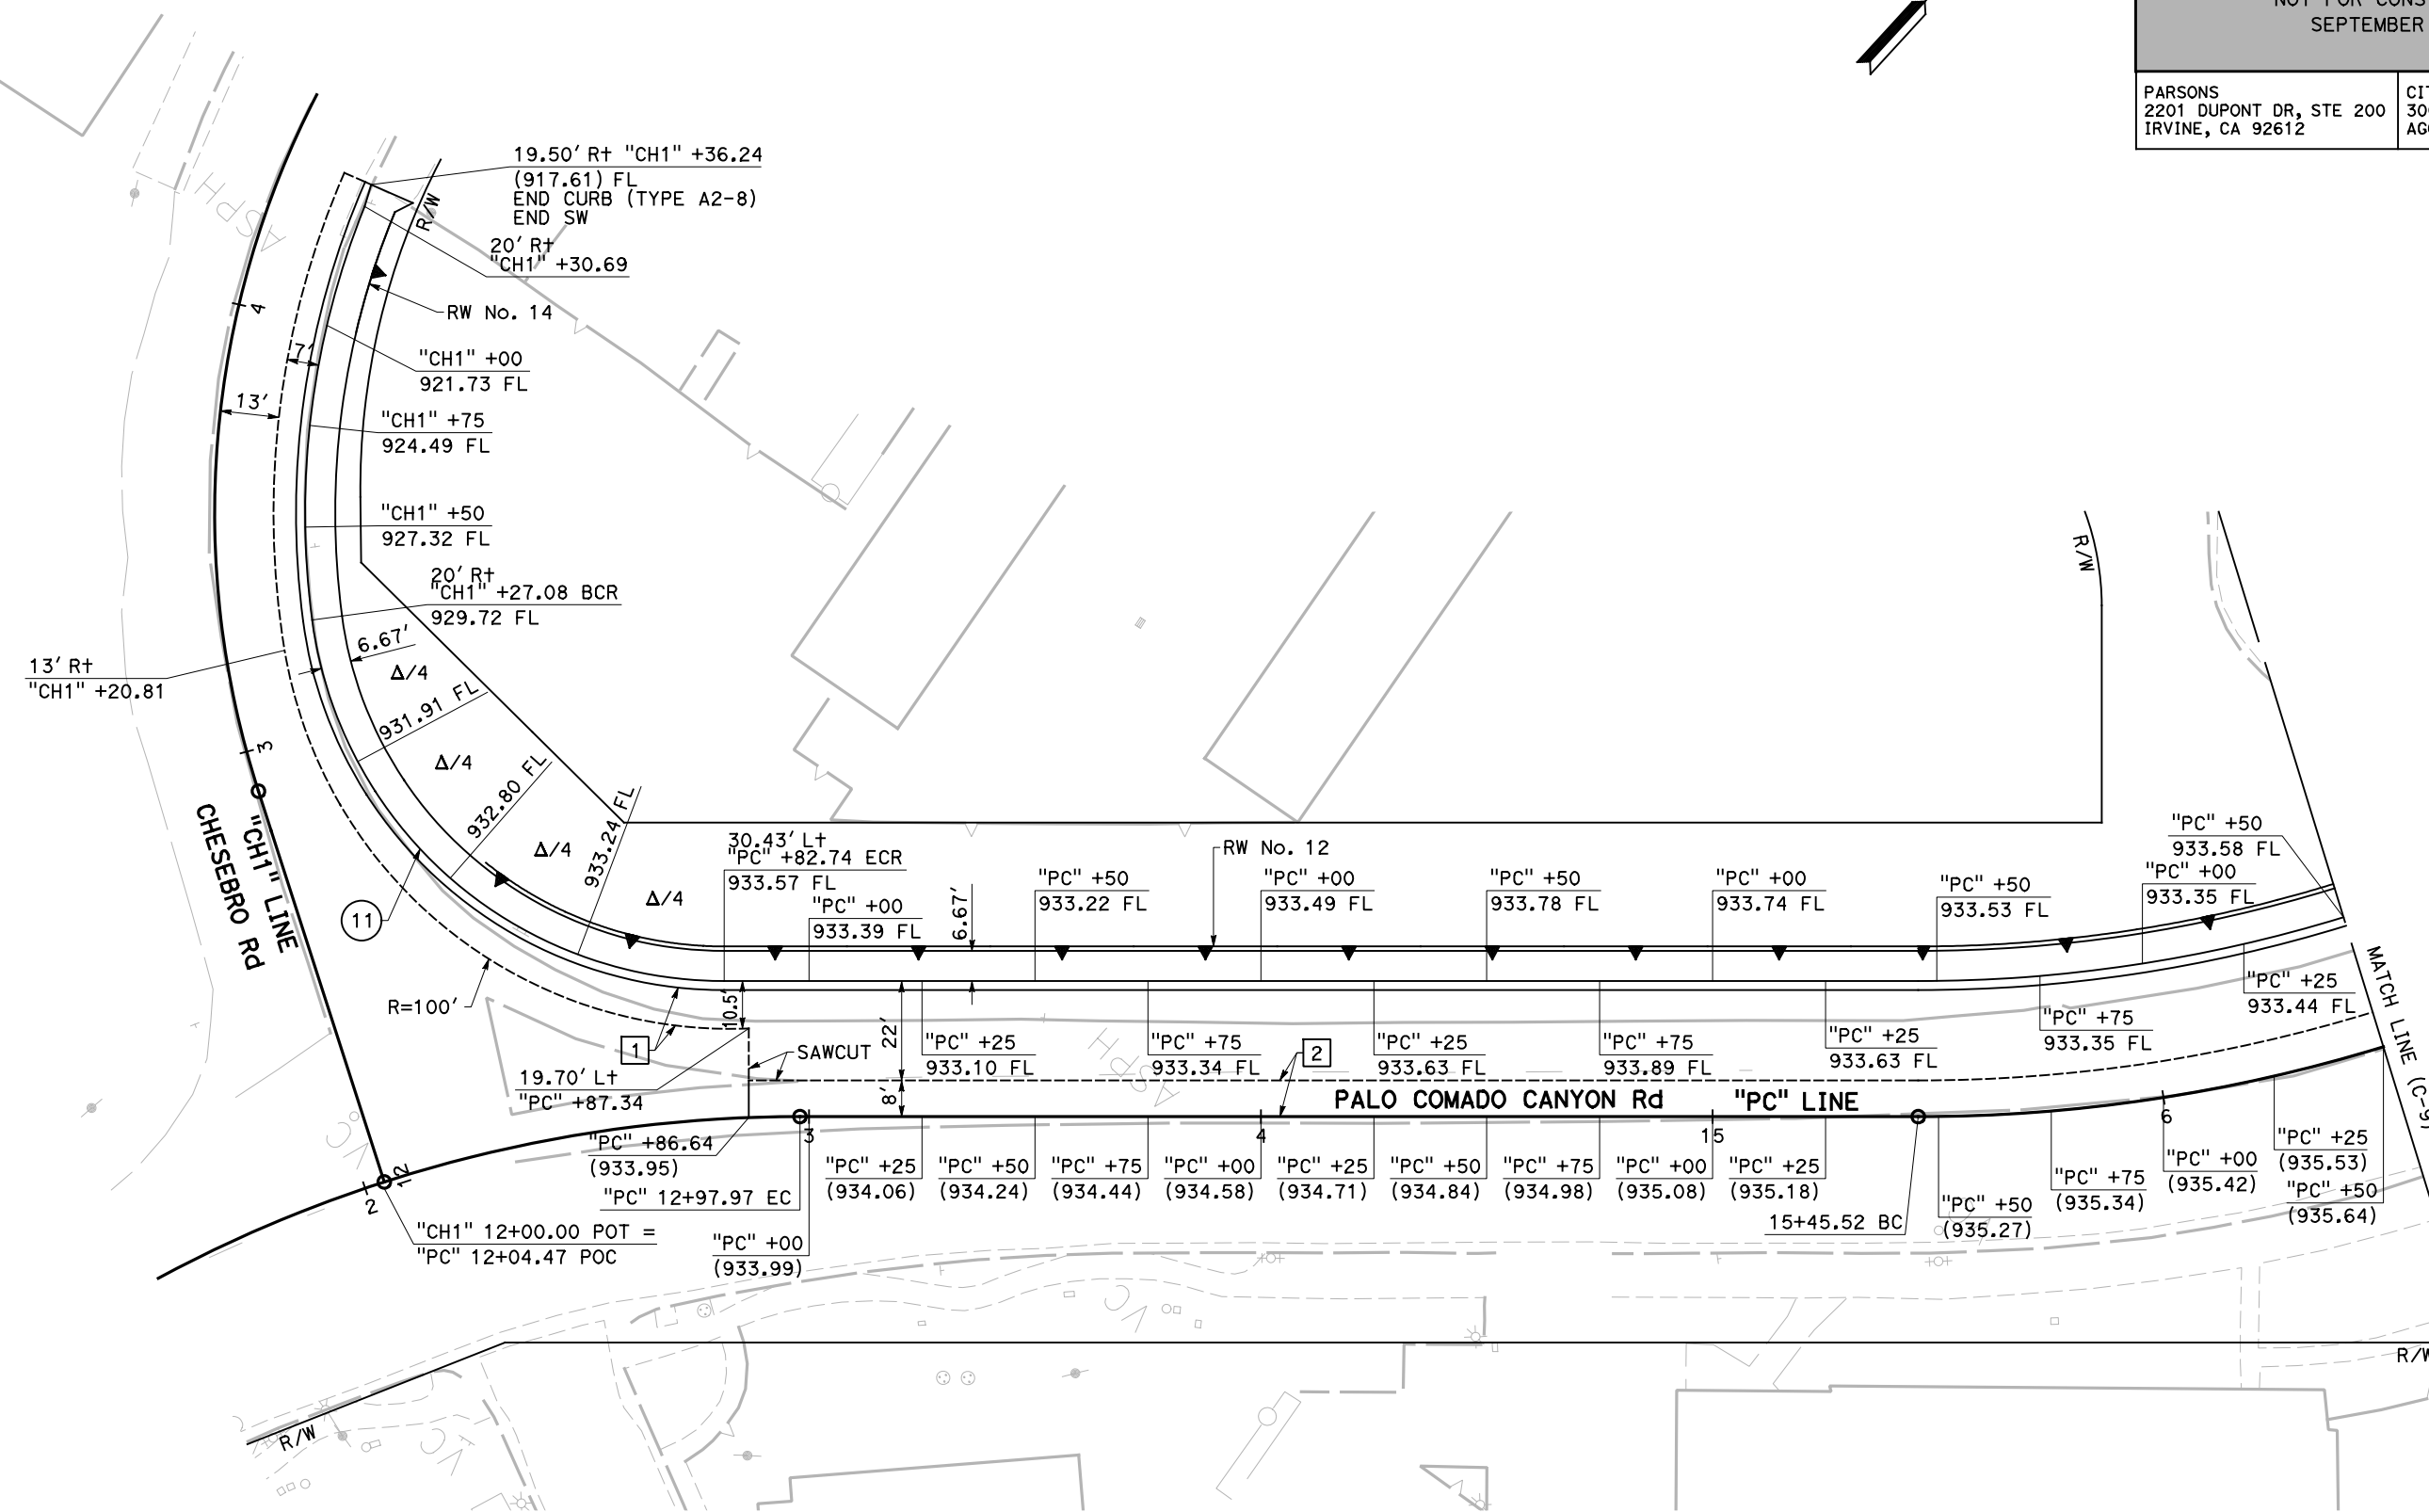 SEPTEMBER
PARSONS
2201 DUPONT DR, STE 200
IRVINE, CA 92612
19.50' Rt "CH1" +36.24
(917.61) FL
END CURB (TYPE A2-8)
END SW
R/W
20' Rt
"CH1" +30.69
RW No. 14
4
7'
"CH1" +00
921.73 FL
13'
"CH1" +75
924.49 FL
"CH1" +50
927.32 FL
20' Rt
"CH1" +27.08 BCR
929.72 FL
6.67'
Δ/4
13' Rt
"CH1" +20.81
931.91 FL
Δ/4
3
932.80 FL
Δ/4
933.24 FL
Δ/4
"CH1" LINE
CHESEBRO Rd
11
R=100'
30.43' Lt
"PC" +82.74 ECR
933.57 FL
"PC" +00
933.39 FL
6.67'
"PC" +50
933.22 FL
RW No. 12
"PC" +00
933.49 FL
"PC" +50
933.78 FL
"PC" +00
933.74 FL
"PC" +50
933.53 FL
"PC" +00
933.35 FL
"PC" +50
933.58 FL
R/W
10.5'
22'
8'
1
SAWCUT
19.70' Lt
"PC" +87.34
"PC" +25
933.10 FL
"PC" +75
933.34 FL
"PC" +25
933.63 FL
2
"PC" +75
933.89 FL
"PC" +25
933.63 FL
"PC" +75
933.35 FL
"PC" +25
933.44 FL
MATCH LINE (C-9)
PALO COMADO CANYON Rd "PC" LINE
3
4
15
6
"PC" +86.64
(933.95)
"PC" 12+97.97 EC
"PC" +00
(933.99)
"PC" +25
(934.06)
"PC" +50
(934.24)
"PC" +75
(934.44)
"PC" +00
(934.58)
"PC" +25
(934.71)
"PC" +50
(934.84)
"PC" +75
(934.98)
"PC" +00
(935.08)
"PC" +25
(935.18)
15+45.52 BC
"PC" +50
(935.27)
"PC" +75
(935.34)
"PC" +00
(935.42)
"PC" +25
(935.53)
"PC" +50
(935.64)
12
2
"CH1" 12+00.00 POT =
"PC" 12+04.47 POC
ASPH
ASPH
AC
AC
AC
R/W
R/W